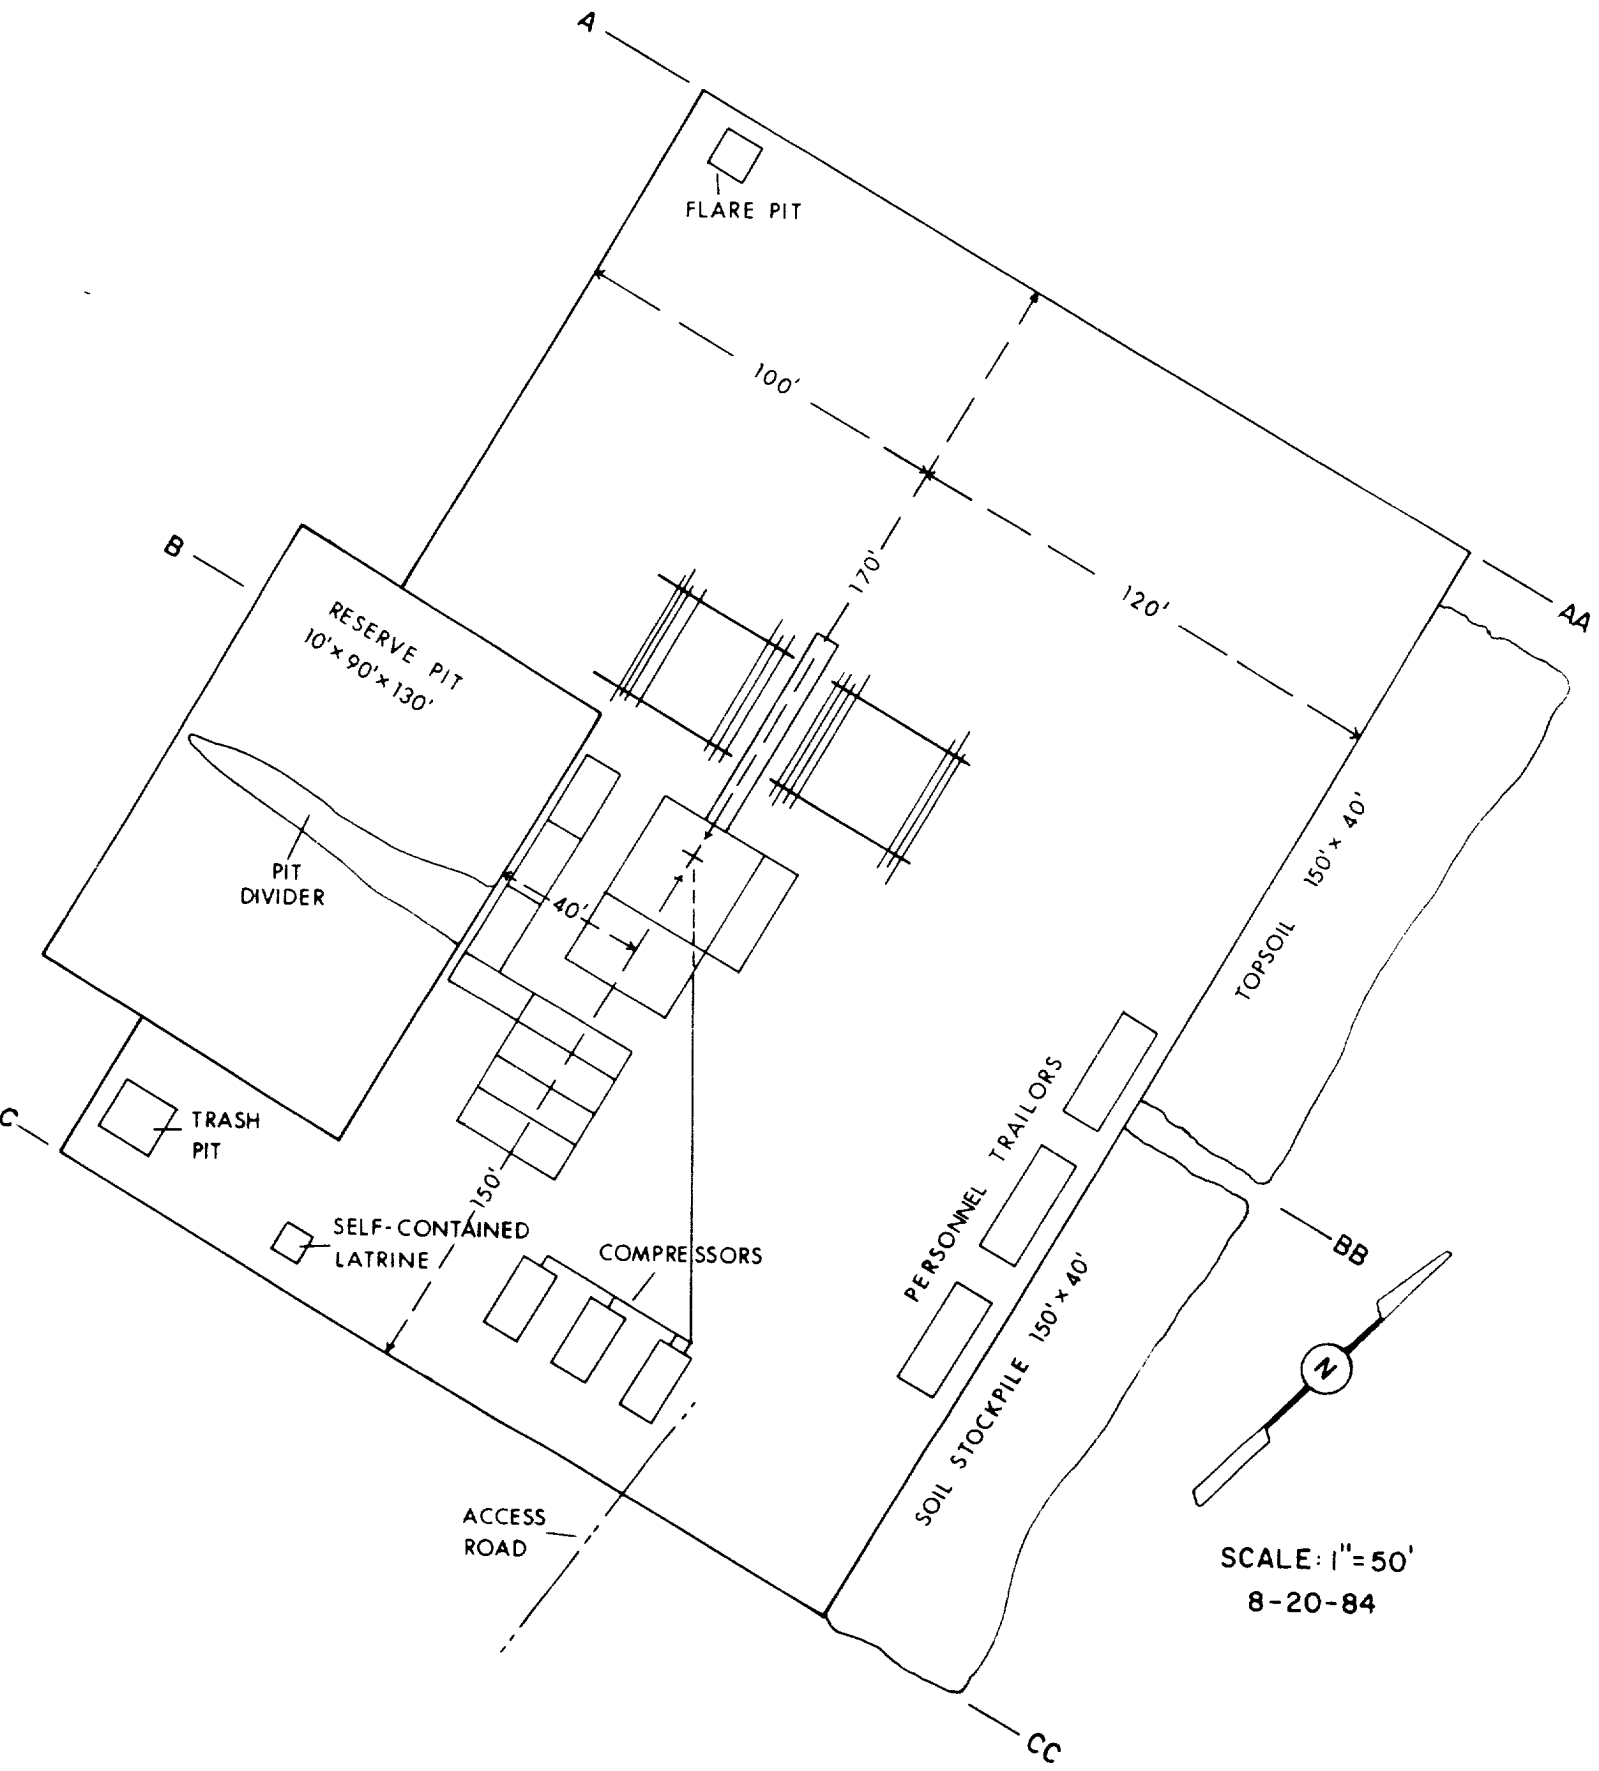 A
FLARE PIT
100'
170'
120'
AA
B
RESERVE PIT
10' x 90' x 130'
PIT
DIVIDER
40'
TOPSOIL 150' x 40'
C
TRASH
PIT
150'
SELF-CONTAINED
LATRINE
COMPRESSORS
PERSONNEL TRAILORS
SOIL STOCKPILE 150' x 40'
BB
N
ACCESS
ROAD
SCALE: 1"=50'
8-20-84
CC